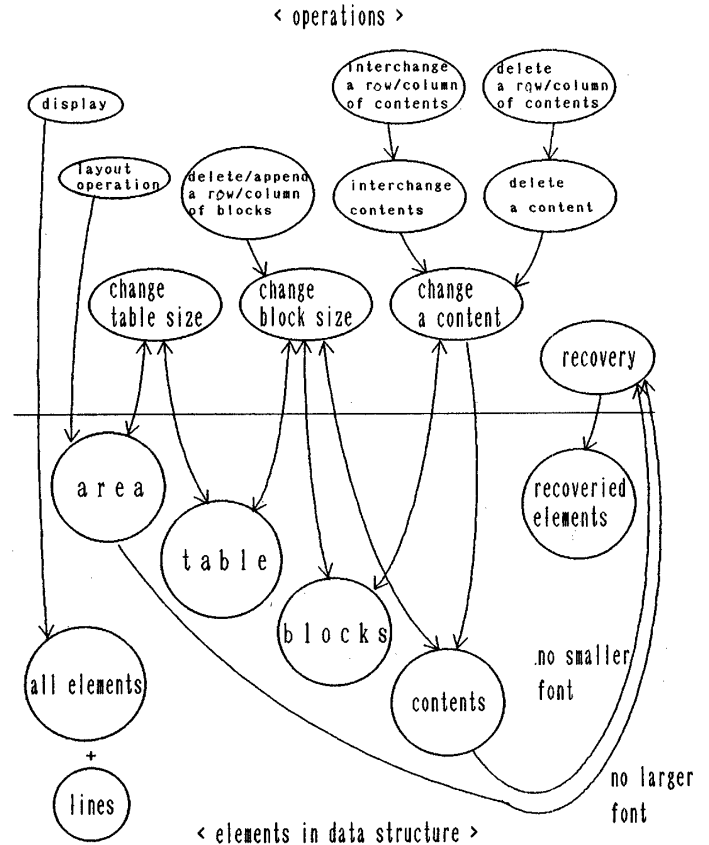 < operations >
interchange
a row/column
of contents
delete
a row/column
of contents
display
layout
operation
delete/append
a row/column
of blocks
interchange
contents
delete
a content
change
table size
change
block size
change
a content
recovery
area
recoveried
elements
table
blocks
all elements
contents
no smaller
font
+
lines
no larger
font
< elements in data structure >